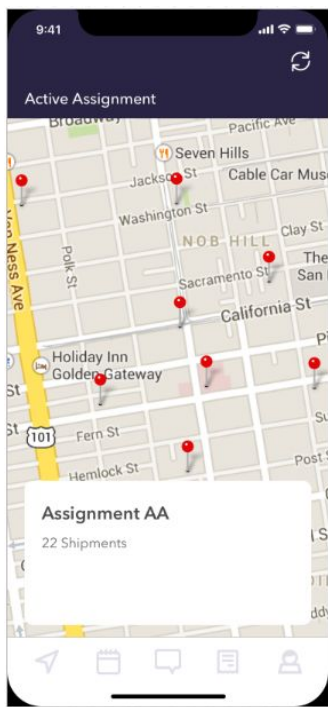 9:41
Active Assignment
Broadway
Pacific Ave
Seven Hills
Jackson St
Cable Car Mus
Washington St
Van Ness Ave
Polk St
NOB HILL
Clay St
The
San
Sacramento St
California St
Pi
Holiday Inn
Golden Gateway
St
St
101
Fern St
Su
Post S
Hemlock St
Assignment AA
22 Shipments
S